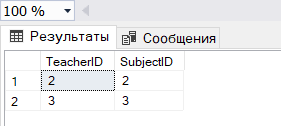 100 %
Результаты Сообщения
TeacherID SubjectID
1 2 2
2 3 3